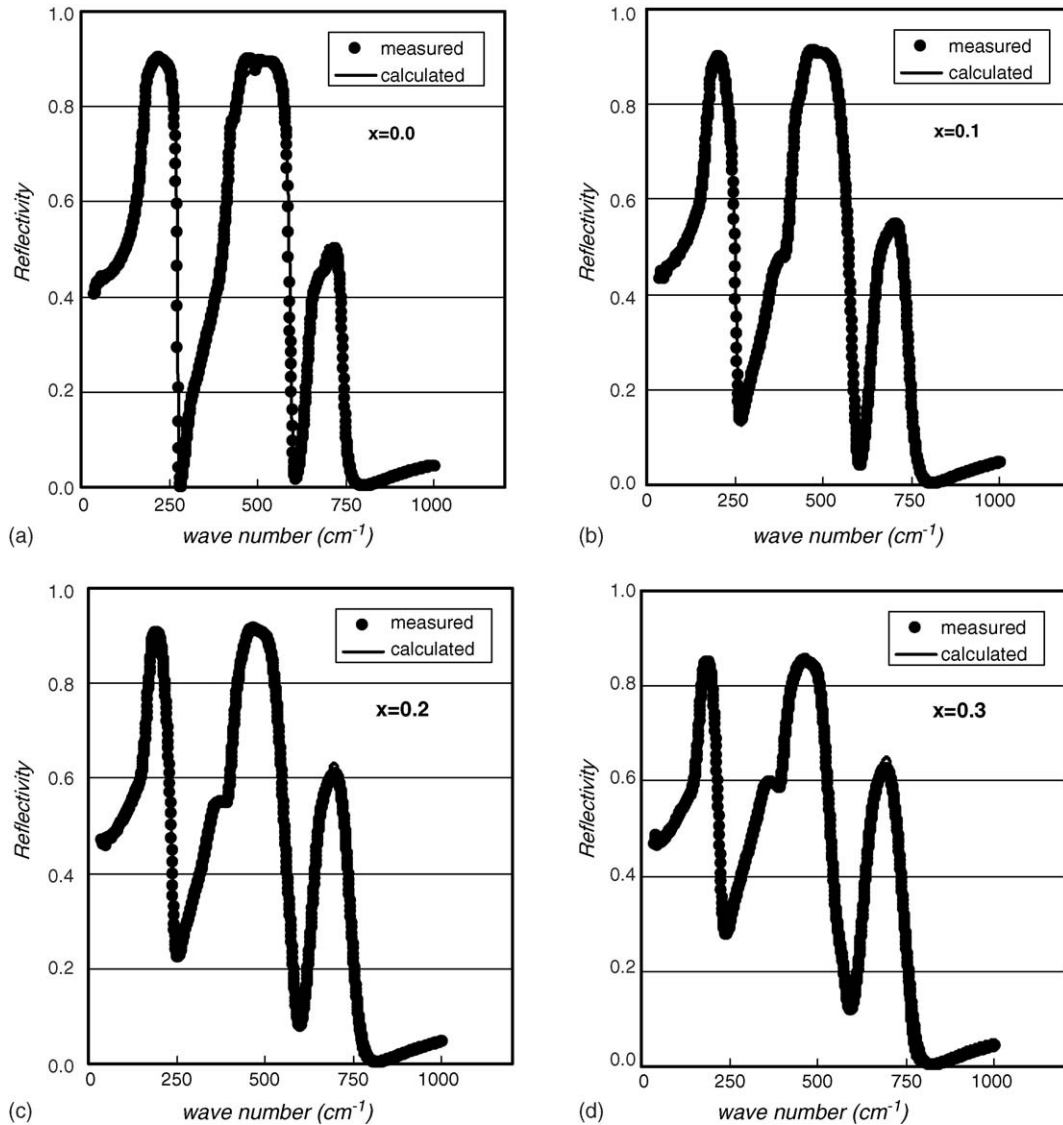 1.0
0.8
0.6
0.4
0.2
0.0
Reflectivity
measured
calculated
x=0.0
0 250 500 750 1000
wave number (cm⁻¹)
(a)
1.0
0.8
0.6
0.4
0.2
0.0
Reflectivity
measured
calculated
x=0.1
0 250 500 750 1000
wave number (cm⁻¹)
(b)
1.0
0.8
0.6
0.4
0.2
0.0
Reflectivity
measured
calculated
x=0.2
0 250 500 750 1000
wave number (cm⁻¹)
(c)
1.0
0.8
0.6
0.4
0.2
0.0
Reflectivity
measured
calculated
x=0.3
0 250 500 750 1000
wave number (cm⁻¹)
(d)